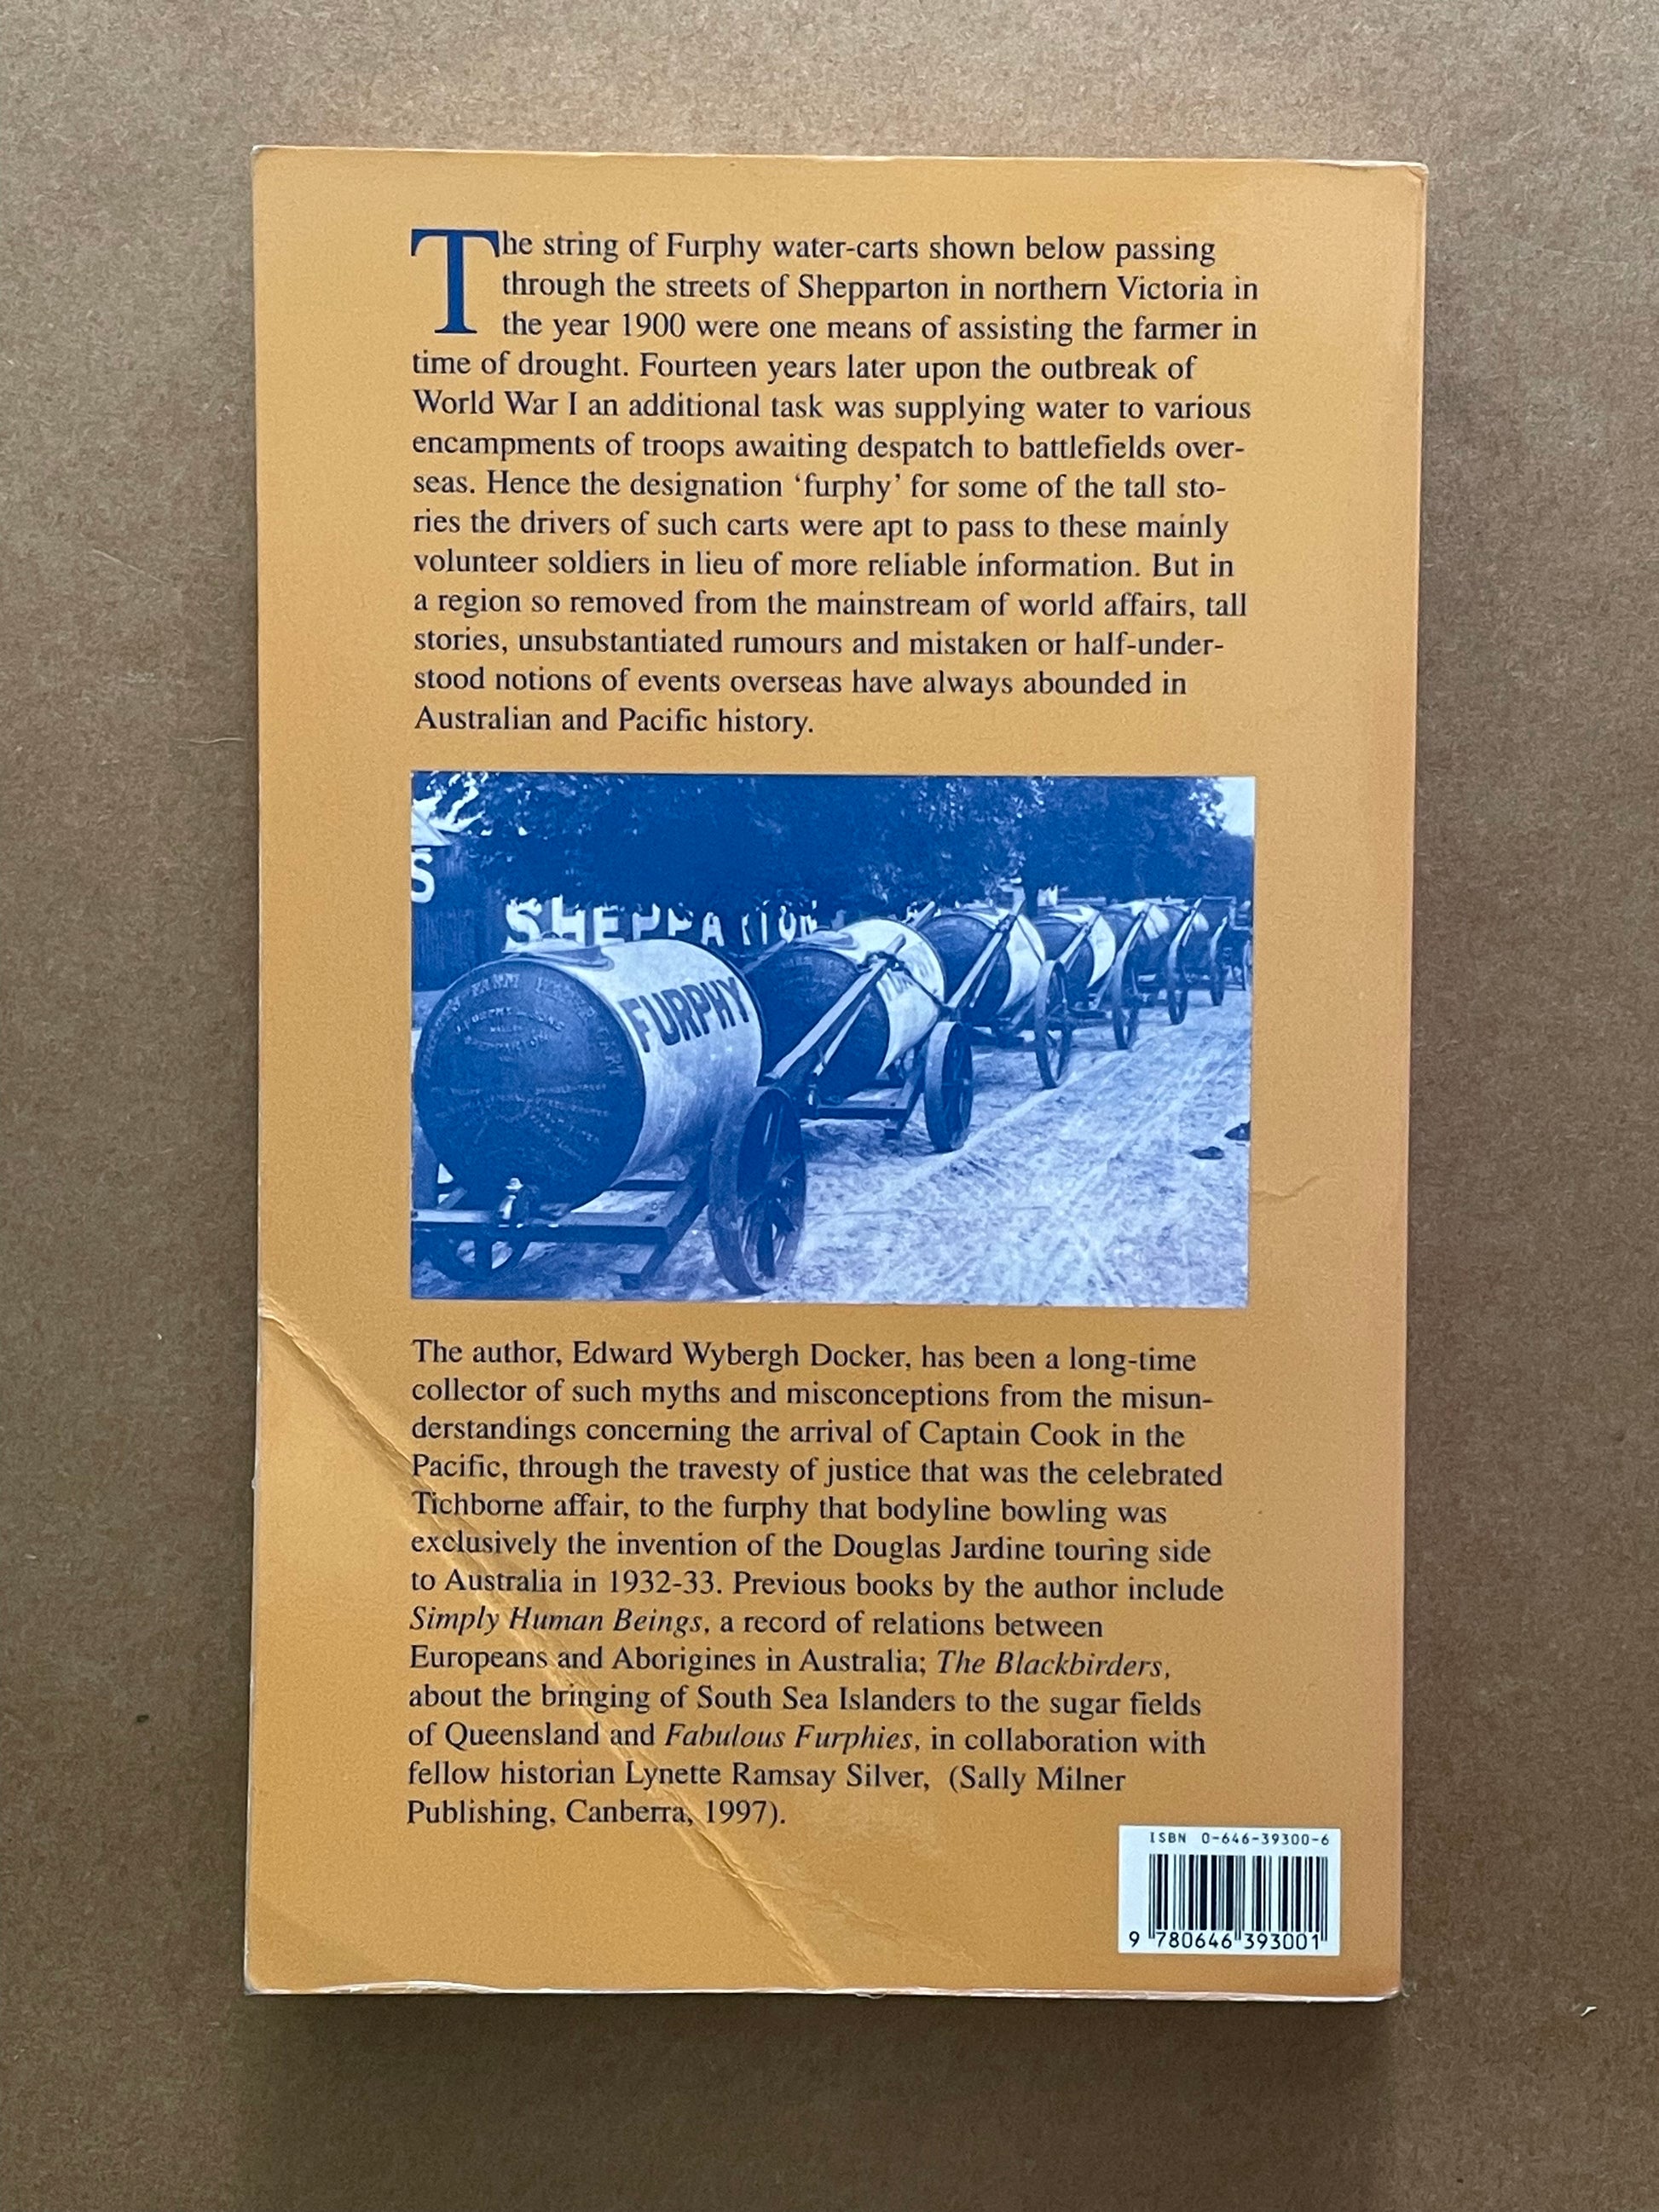 The string of Furphy water-carts shown below passing
through the streets of Shepparton in northern Victoria in
the year 1900 were one means of assisting the farmer in
time of drought. Fourteen years later upon the outbreak of
World War I an additional task was supplying water to various
encampments of troops awaiting despatch to battlefields over-
seas. Hence the designation ‘furphy’ for some of the tall sto-
ries the drivers of such carts were apt to pass to these mainly
volunteer soldiers in lieu of more reliable information. But in
a region so removed from the mainstream of world affairs, tall
stories, unsubstantiated rumours and mistaken or half-under-
stood notions of events overseas have always abounded in
Australian and Pacific history.
S
SHEPPARTON
FURPHY
The author, Edward Wybergh Docker, has been a long-time
collector of such myths and misconceptions from the misun-
derstandings concerning the arrival of Captain Cook in the
Pacific, through the travesty of justice that was the celebrated
Tichborne affair, to the furphy that bodyline bowling was
exclusively the invention of the Douglas Jardine touring side
to Australia in 1932-33. Previous books by the author include
Simply Human Beings, a record of relations between
Europeans and Aborigines in Australia; The Blackbirders,
about the bringing of South Sea Islanders to the sugar fields
of Queensland and Fabulous Furphies, in collaboration with
fellow historian Lynette Ramsay Silver, (Sally Milner
Publishing, Canberra, 1997).
ISBN 0-646-39300-6
9 780646 393001